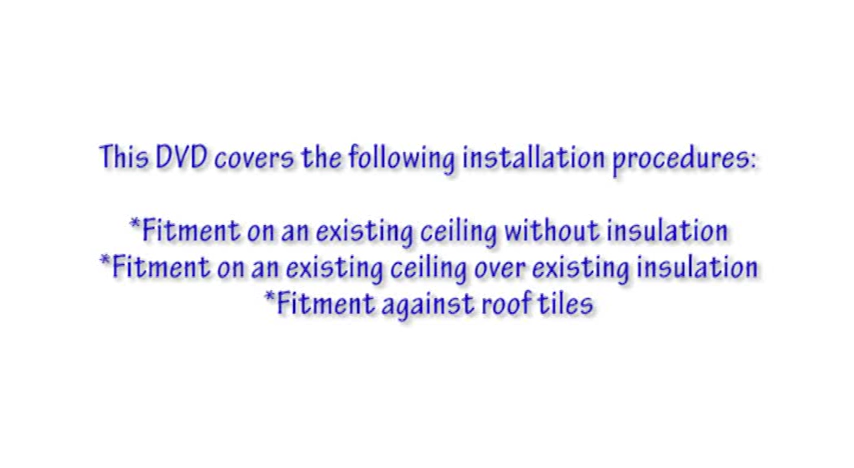 This DVD covers the following installation procedures:
*Fitment on an existing ceiling without insulation
*Fitment on an existing ceiling over existing insulation
*Fitment against roof tiles